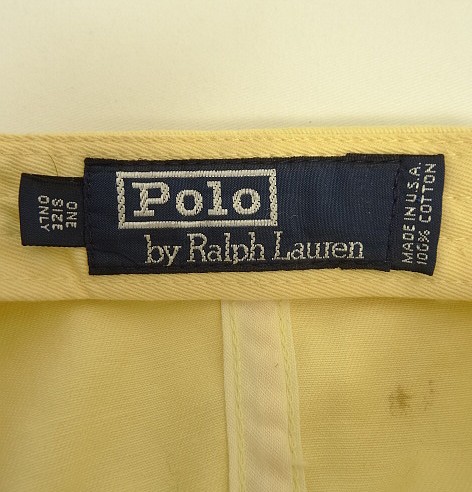 ONE
SIZE
ONLY
Polo
by Ralph Lauren
MADE IN U.S.A.
100% COTTON